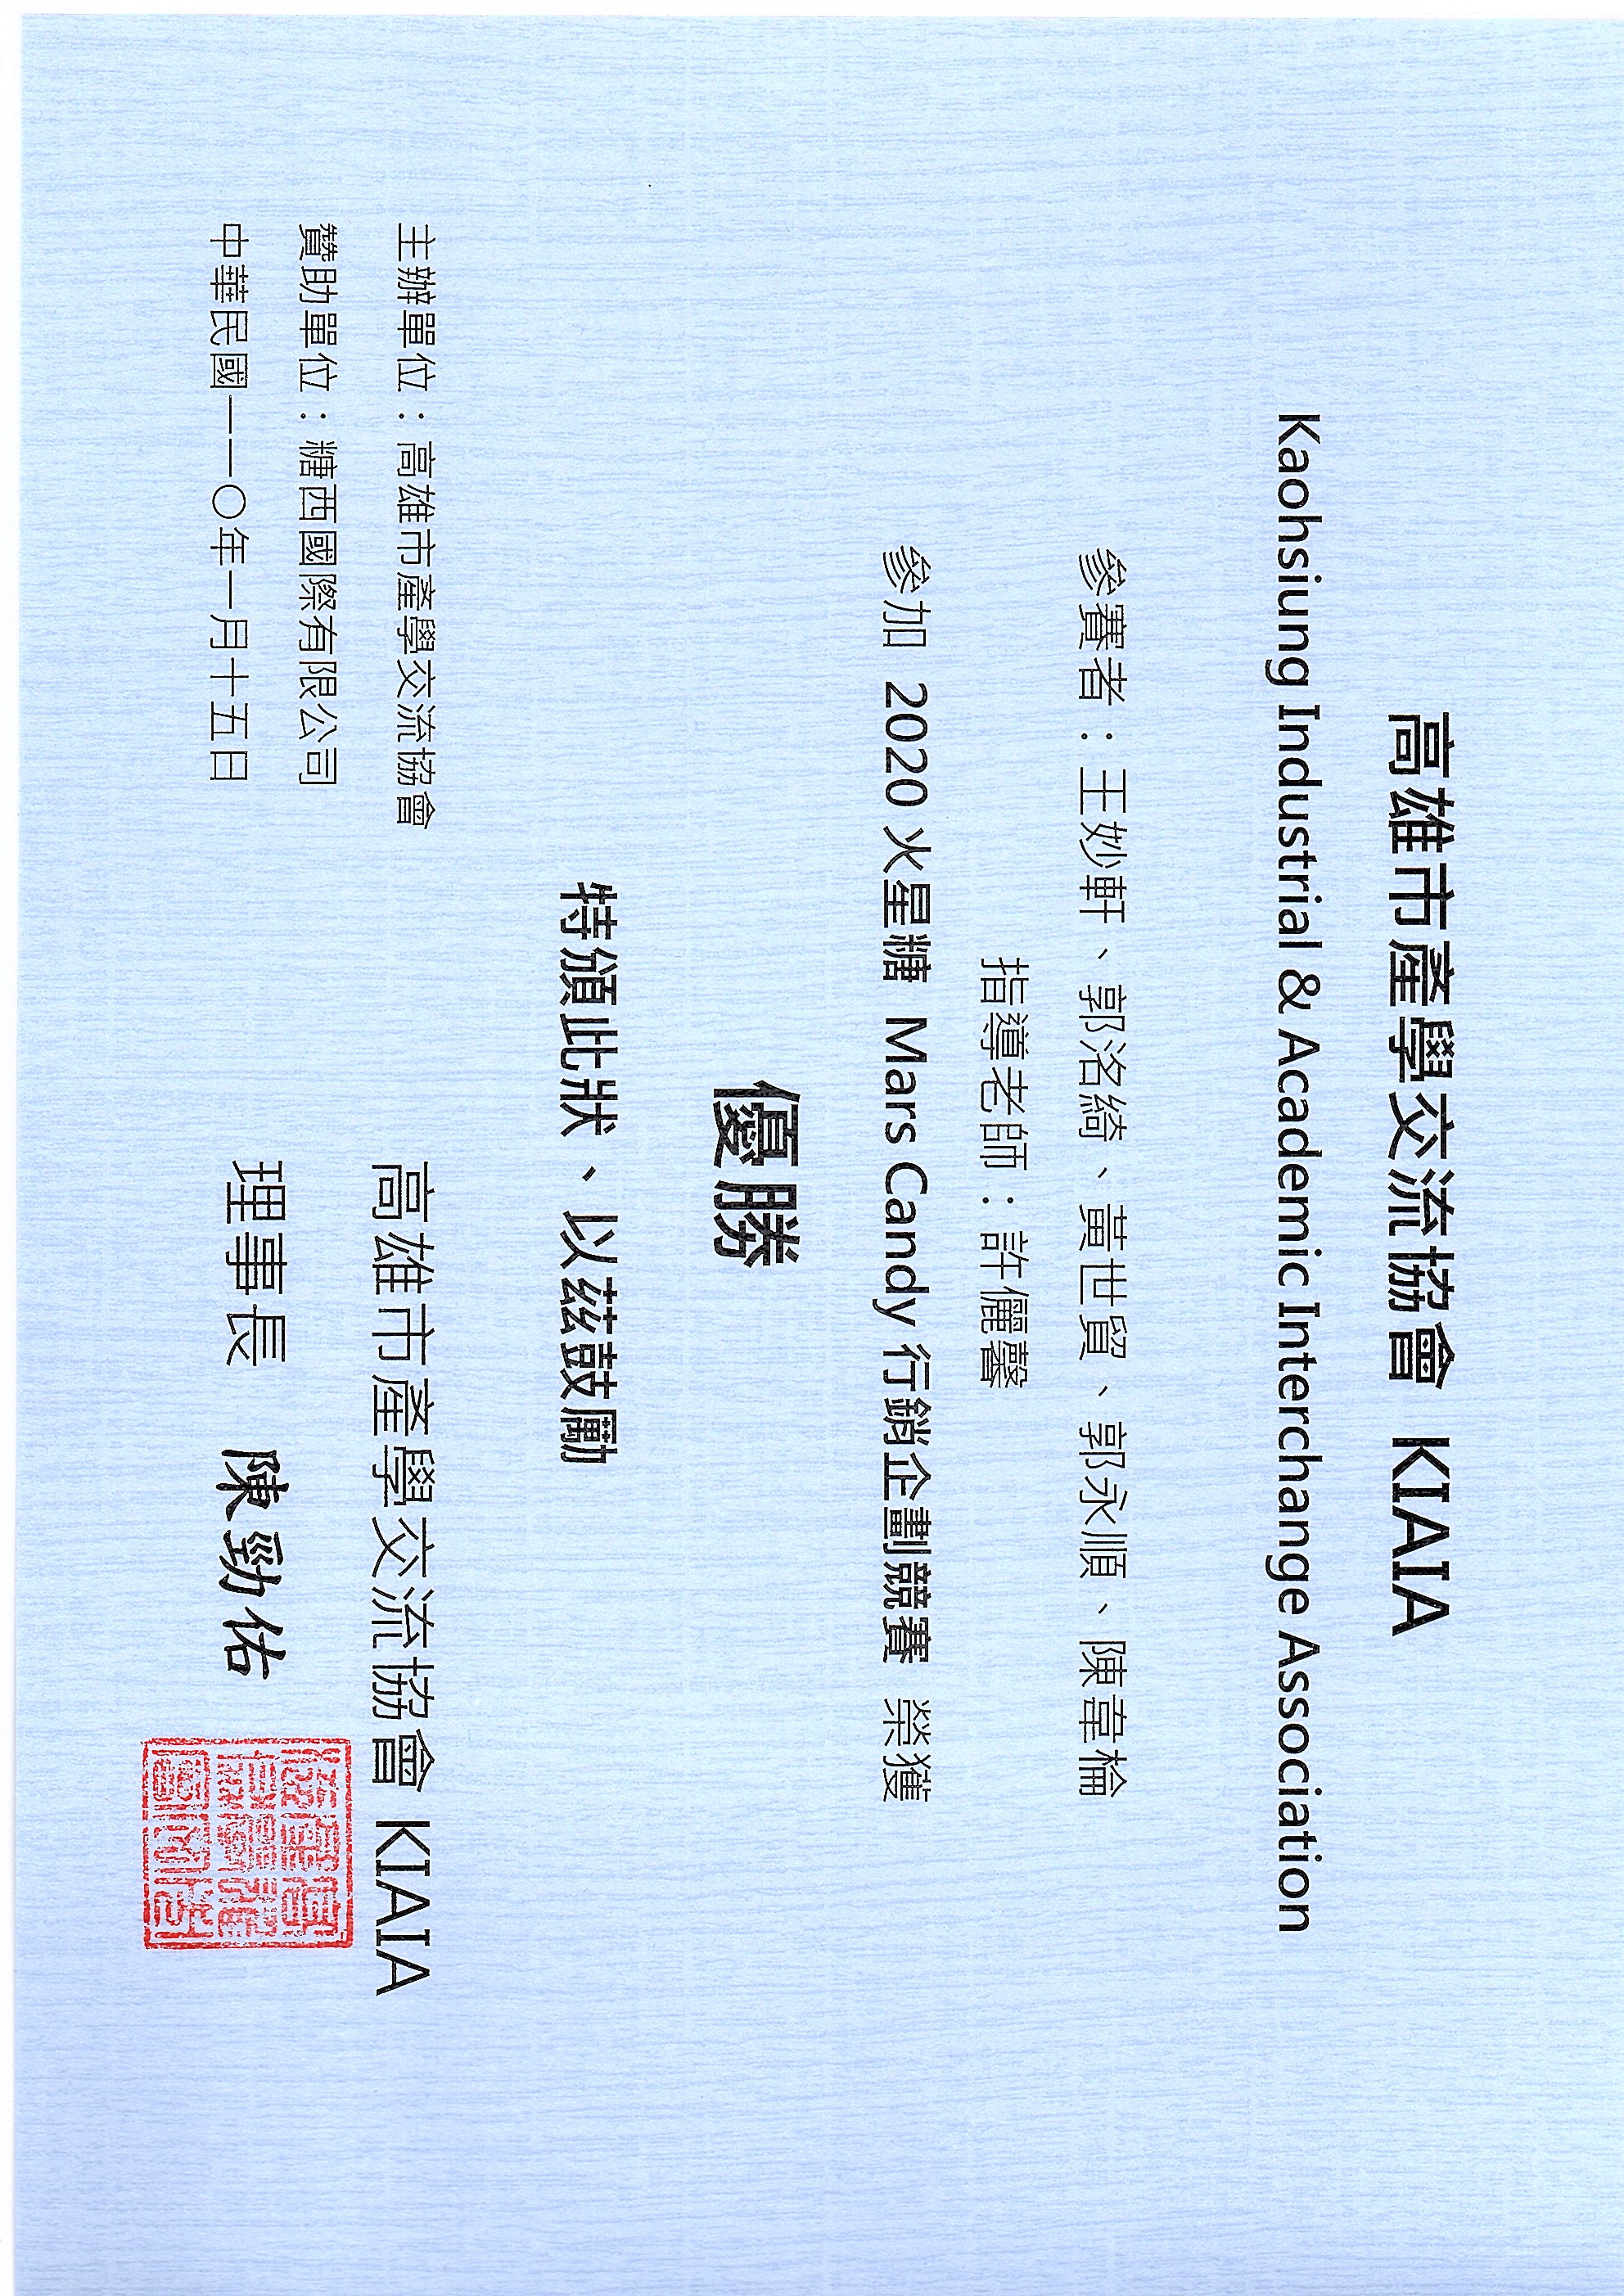 高雄市產學交流協會 KIAIA
Kaohsiung Industrial & Academic Interchange Association
參賽者：王妙軒、郭洺綺、黃世貿、郭永順、陳韋棆
指導老師：許儷馨
參加 2020 火星糖 Mars Candy 行銷企劃競賽 榮獲
優勝
特頒此狀、以茲鼓勵
主辦單位：高雄市產學交流協會
贊助單位：糖西國際有限公司
中華民國一一〇年一月十五日
高雄市產學交流協會 KIAIA
理事長 陳勁佑
高雄市產學交流協會